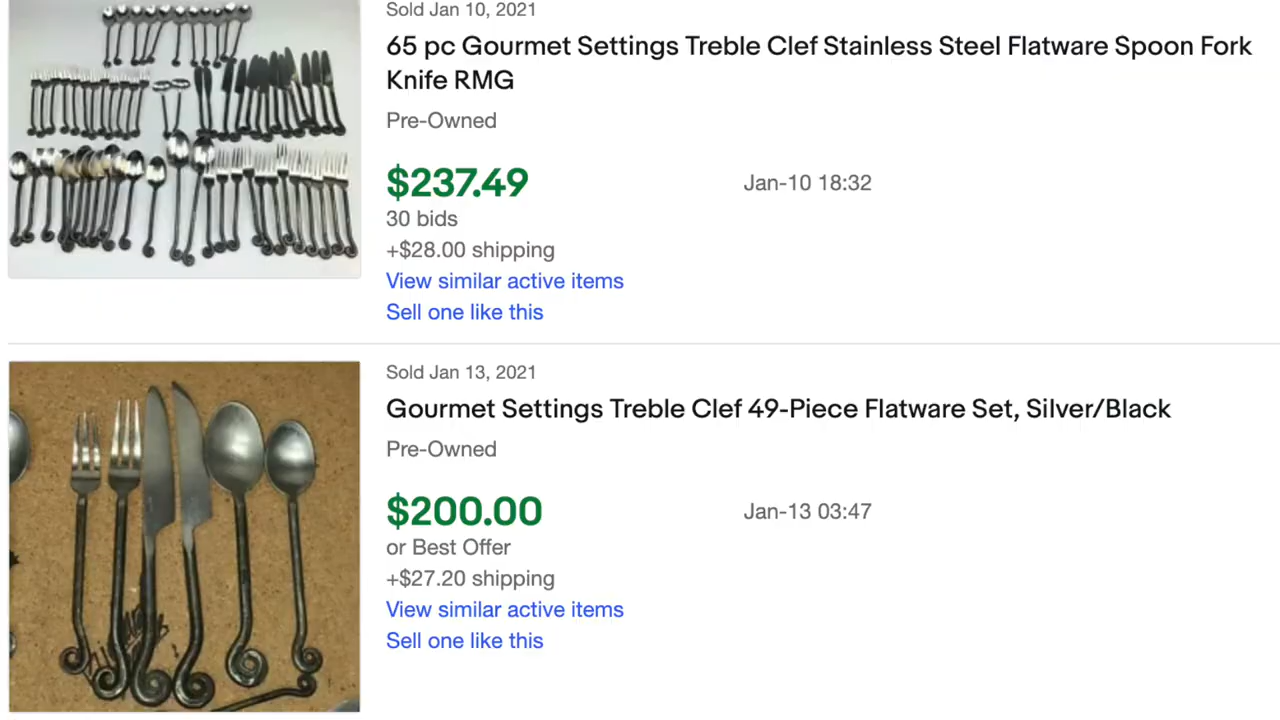 Sold Jan 10, 2021
65 pc Gourmet Settings Treble Clef Stainless Steel Flatware Spoon Fork
Knife RMG
Pre-Owned
$237.49
Jan-10 18:32
30 bids
+$28.00 shipping
View similar active items
Sell one like this
Sold Jan 13, 2021
Gourmet Settings Treble Clef 49-Piece Flatware Set, Silver/Black
Pre-Owned
$200.00
Jan-13 03:47
or Best Offer
+$27.20 shipping
View similar active items
Sell one like this